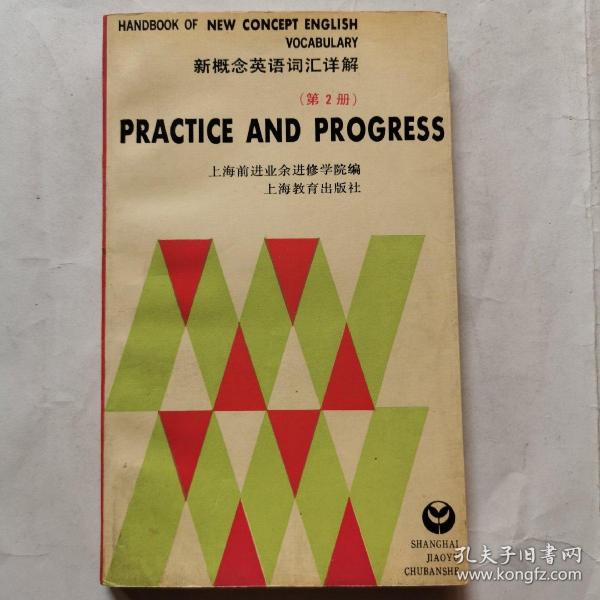 HANDBOOK OF NEW CONCEPT ENGLISH
VOCABULARY
新概念英语词汇详解
(第2册)
PRACTICE AND PROGRESS
上海前进业余进修学院编
上海教育出版社
SHANGHAI
JIAOYU
CHUBANSHE
孔夫子旧书网
www.kongfz.com